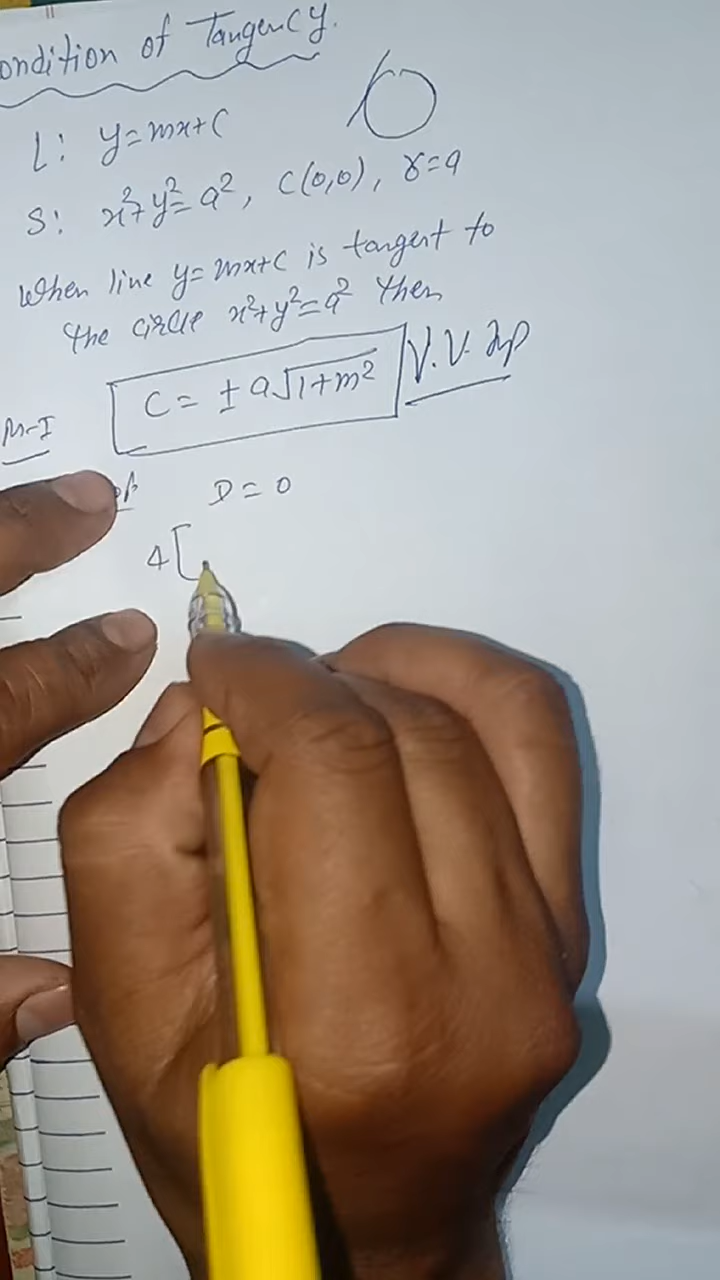 ondition of Tangency.
L: y=mx+c
S: x²+y²=a², C(0,0), r=a
When line y=mx+c is tangent to
the circle x²+y²=a² then
c = ±a√1+m² V.V. Imp
M-I
D = 0
4[